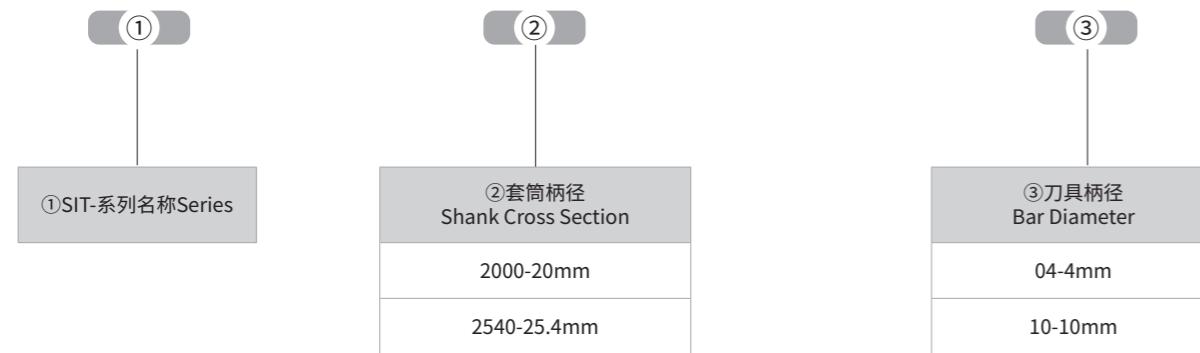 ①
②
③
①SIT-系列名称Series
②套筒柄径
Shank Cross Section
2000-20mm
2540-25.4mm
③刀具柄径
Bar Diameter
04-4mm
10-10mm